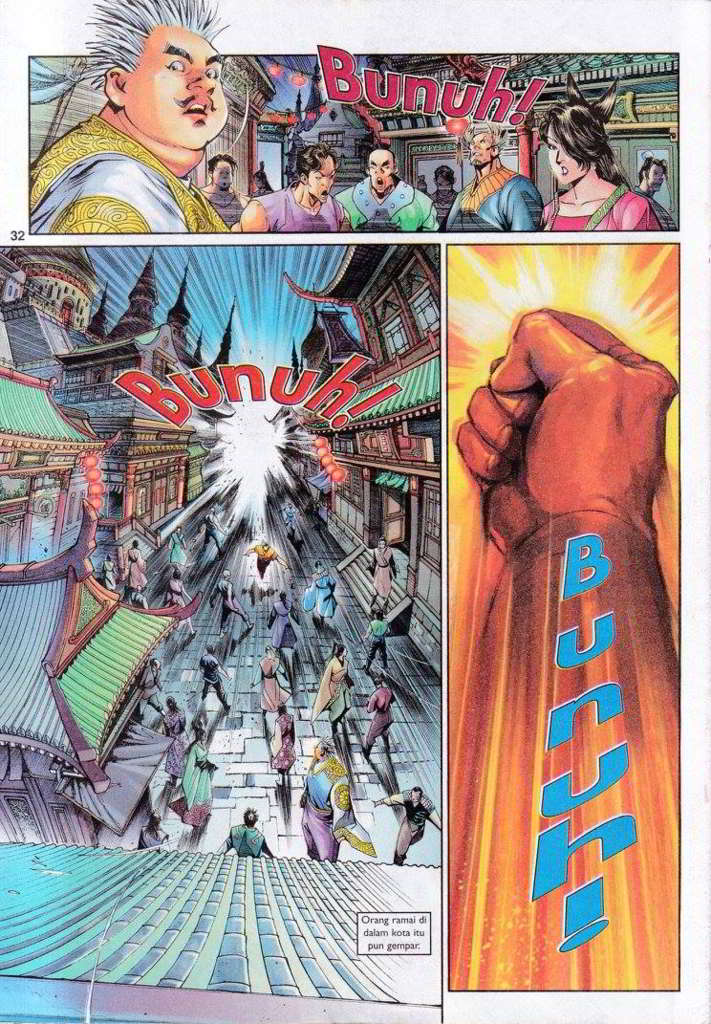 Bunuh!
32
Bunuh!
Bunuh!
Orang ramai di
dalam kota itu
pun gempar.